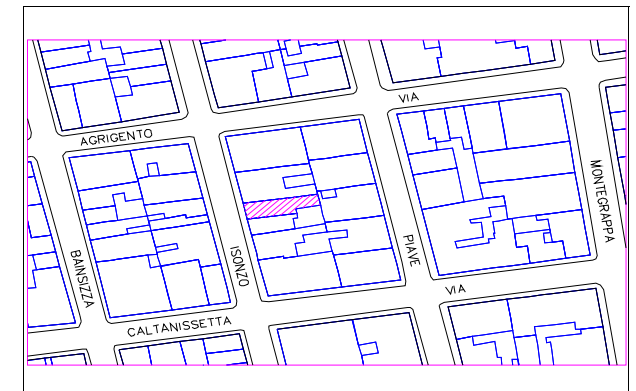 VIA
AGRIGENTO
MONTEGRAPPA
BAINSIZZA
ISONZO
PIAVE
VIA
CALTANISSETTA